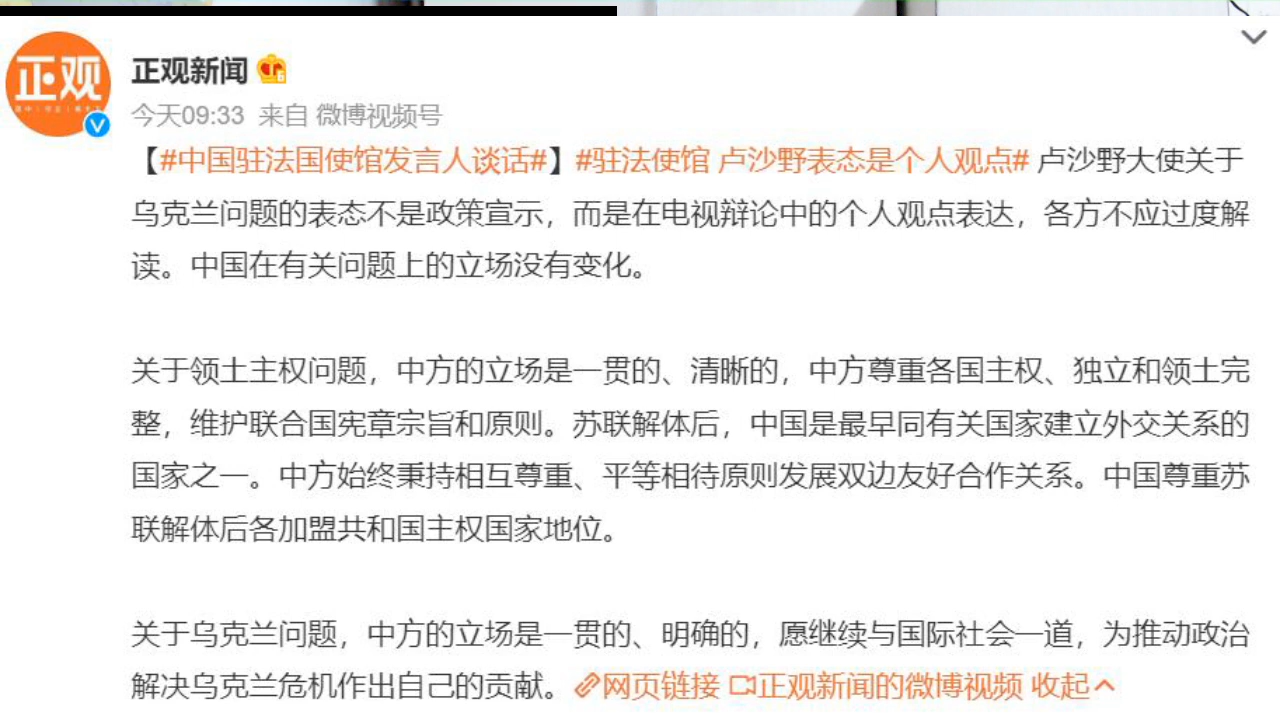 正观
正观新闻
今天09:33 来自 微博视频号
【#中国驻法国使馆发言人谈话#】#驻法使馆 卢沙野表态是个人观点# 卢沙野大使关于
乌克兰问题的表态不是政策宣示，而是在电视辩论中的个人观点表达，各方不应过度解
读。中国在有关问题上的立场没有变化。
关于领土主权问题，中方的立场是一贯的、清晰的，中方尊重各国主权、独立和领土完
整，维护联合国宪章宗旨和原则。苏联解体后，中国是最早同有关国家建立外交关系的
国家之一。中方始终秉持相互尊重、平等相待原则发展双边友好合作关系。中国尊重苏
联解体后各加盟共和国主权国家地位。
关于乌克兰问题，中方的立场是一贯的、明确的，愿继续与国际社会一道，为推动政治
解决乌克兰危机作出自己的贡献。网页链接 正观新闻的微博视频 收起